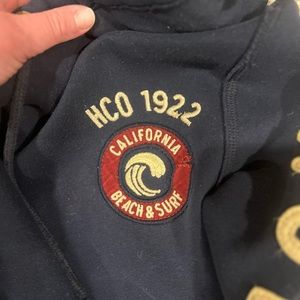 HCO 1922
CALIFORNIA
BEACH & SURF